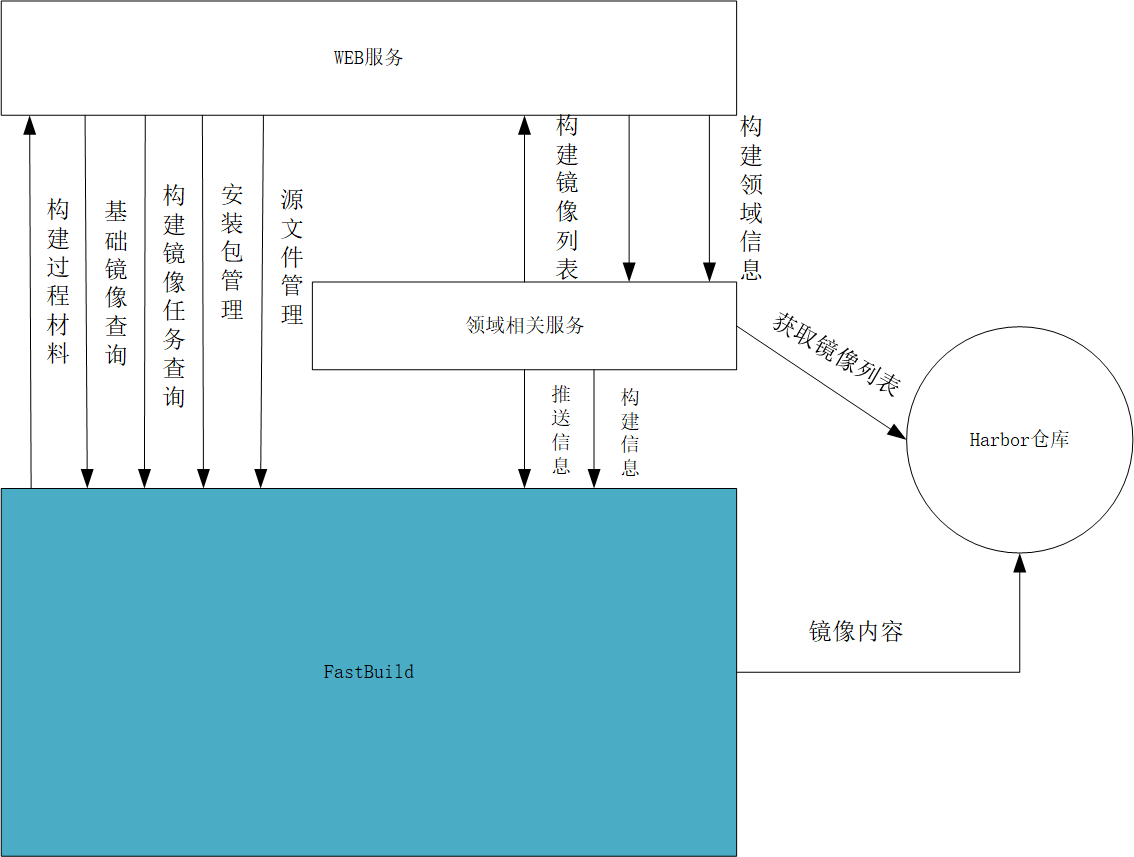 WEB服务
构建过程材料
基础镜像查询
构建镜像任务查询
安装包管理
源文件管理
构建镜像列表
构建领域信息
领域相关服务
获取镜像列表
推送信息
构建信息
Harbor仓库
镜像内容
FastBuild